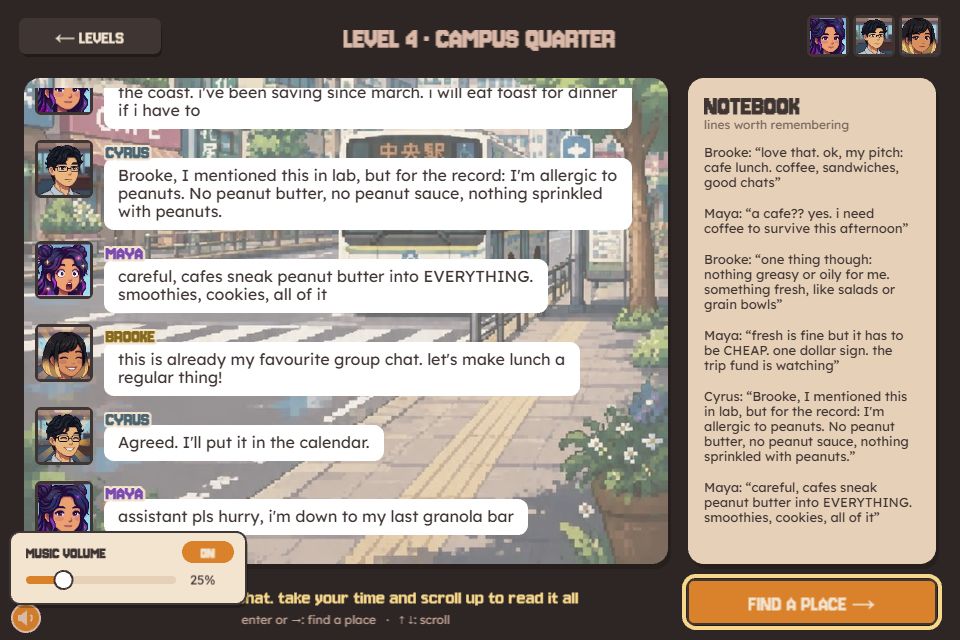 ← LEVELS
LEVEL 4 · CAMPUS QUARTER
the coast. i've been saving since march. i will eat toast for dinner
if i have to
中央駅
CYRUS
Brooke, I mentioned this in lab, but for the record: I'm allergic to
peanuts. No peanut butter, no peanut sauce, nothing sprinkled
with peanuts.
MAYA
careful, cafes sneak peanut butter into EVERYTHING.
smoothies, cookies, all of it
BROOKE
this is already my favourite group chat. let's make lunch a
regular thing!
CYRUS
Agreed. I'll put it in the calendar.
MAYA
assistant pls hurry, i'm down to my last granola bar
NOTEBOOK
lines worth remembering
Brooke: “love that. ok, my pitch:
cafe lunch. coffee, sandwiches,
good chats”
Maya: “a cafe?? yes. i need
coffee to survive this afternoon”
Brooke: “one thing though:
nothing greasy or oily for me.
something fresh, like salads or
grain bowls”
Maya: “fresh is fine but it has to
be CHEAP. one dollar sign. the
trip fund is watching”
Cyrus: “Brooke, I mentioned this
in lab, but for the record: I'm
allergic to peanuts. No peanut
butter, no peanut sauce, nothing
sprinkled with peanuts.”
Maya: “careful, cafes sneak
peanut butter into EVERYTHING.
smoothies, cookies, all of it”
MUSIC VOLUME
ON
25%
hat. take your time and scroll up to read it all
enter or →: find a place · ↑ ↓: scroll
FIND A PLACE →